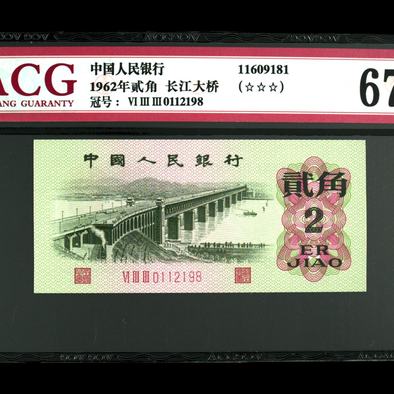 ACG
ANG GUARANTY
中国人民银行
1962年贰角 长江大桥
冠号: VI III III 0112198
11609181
(☆☆☆)
67
中國人民銀行
貳角
2
ER
JIAO
VI III III 0112198